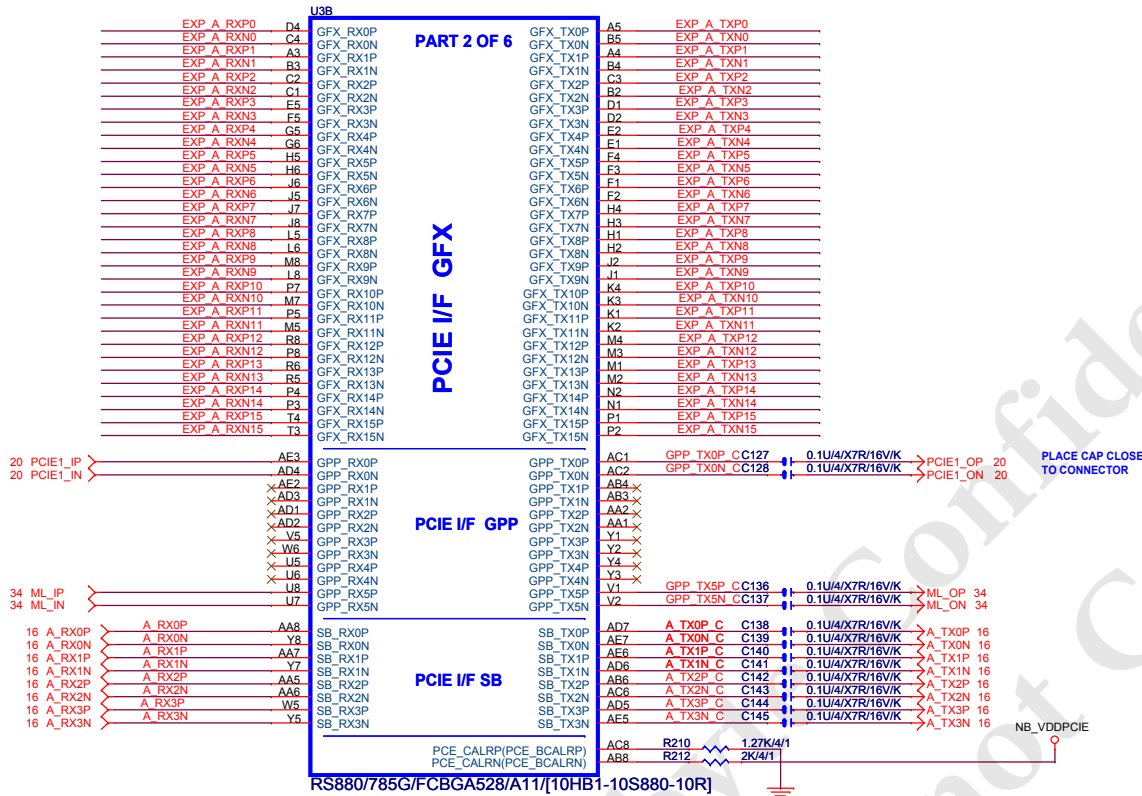 U3B
EXP_A_RXP0 D4 GFX_RX0P PART 2 OF 6 GFX_TX0P A5 EXP_A_TXP0
EXP_A_RXN0 C4 GFX_RX0N GFX_TX0N B5 EXP_A_TXN0
EXP_A_RXP1 A3 GFX_RX1P GFX_TX1P A4 EXP_A_TXP1
EXP_A_RXN1 B3 GFX_RX1N GFX_TX1N B4 EXP_A_TXN1
EXP_A_RXP2 C2 GFX_RX2P GFX_TX2P C3 EXP_A_TXP2
EXP_A_RXN2 C1 GFX_RX2N GFX_TX2N B2 EXP_A_TXN2
EXP_A_RXP3 E5 GFX_RX3P GFX_TX3P D1 EXP_A_TXP3
EXP_A_RXN3 F5 GFX_RX3N GFX_TX3N D2 EXP_A_TXN3
EXP_A_RXP4 G5 GFX_RX4P GFX_TX4P E2 EXP_A_TXP4
EXP_A_RXN4 G6 GFX_RX4N GFX_TX4N E1 EXP_A_TXN4
EXP_A_RXP5 H5 GFX_RX5P GFX_TX5P F4 EXP_A_TXP5
EXP_A_RXN5 H6 GFX_RX5N GFX_TX5N F3 EXP_A_TXN5
EXP_A_RXP6 J6 GFX_RX6P GFX_TX6P F1 EXP_A_TXP6
EXP_A_RXN6 J5 GFX_RX6N GFX_TX6N F2 EXP_A_TXN6
EXP_A_RXP7 J7 GFX_RX7P GFX_TX7P H4 EXP_A_TXP7
EXP_A_RXN7 J8 GFX_RX7N GFX_TX7N H3 EXP_A_TXN7
EXP_A_RXP8 L5 GFX_RX8P GFX_TX8P H1 EXP_A_TXP8
EXP_A_RXN8 L6 GFX_RX8N GFX_TX8N H2 EXP_A_TXN8
EXP_A_RXP9 M8 GFX_RX9P GFX_TX9P J2 EXP_A_TXP9
EXP_A_RXN9 L8 GFX_RX9N GFX_TX9N J1 EXP_A_TXN9
EXP_A_RXP10 P7 GFX_RX10P GFX_TX10P K4 EXP_A_TXP10
EXP_A_RXN10 M7 GFX_RX10N GFX_TX10N K3 EXP_A_TXN10
EXP_A_RXP11 P5 GFX_RX11P GFX_TX11P K1 EXP_A_TXP11
EXP_A_RXN11 M5 GFX_RX11N GFX_TX11N K2 EXP_A_TXN11
EXP_A_RXP12 R8 GFX_RX12P GFX_TX12P M4 EXP_A_TXP12
EXP_A_RXN12 P8 GFX_RX12N GFX_TX12N M3 EXP_A_TXN12
EXP_A_RXP13 R6 GFX_RX13P GFX_TX13P M1 EXP_A_TXP13
EXP_A_RXN13 R5 GFX_RX13N GFX_TX13N M2 EXP_A_TXN13
EXP_A_RXP14 P4 GFX_RX14P GFX_TX14P N2 EXP_A_TXP14
EXP_A_RXN14 P3 GFX_RX14N GFX_TX14N N1 EXP_A_TXN14
EXP_A_RXP15 T4 GFX_RX15P GFX_TX15P P1 EXP_A_TXP15
EXP_A_RXN15 T3 GFX_RX15N GFX_TX15N P2 EXP_A_TXN15
PCIE I/F GFX
20 PCIE1_IP AE3 GPP_RX0P GPP_TX0P AC1 GPP_TX0P_C C127 0.1U/4/X7R/16V/K PCIE1_OP 20
20 PCIE1_IN AD4 GPP_RX0N GPP_TX0N AC2 GPP_TX0N_C C128 0.1U/4/X7R/16V/K PCIE1_ON 20
PLACE CAP CLOSE
TO CONNECTOR
AE2 GPP_RX1P GPP_TX1P AB4
AD3 GPP_RX1N GPP_TX1N AB3
AD1 GPP_RX2P GPP_TX2P AA2
AD2 GPP_RX2N PCIE I/F GPP GPP_TX2N AA1
V5 GPP_RX3P GPP_TX3P Y1
W6 GPP_RX3N GPP_TX3N Y2
U5 GPP_RX4P GPP_TX4P Y4
U6 GPP_RX4N GPP_TX4N Y3
34 ML_IP U8 GPP_RX5P GPP_TX5P V1 GPP_TX5P_C C136 0.1U/4/X7R/16V/K ML_OP 34
34 ML_IN U7 GPP_RX5N GPP_TX5N V2 GPP_TX5N_C C137 0.1U/4/X7R/16V/K ML_ON 34
16 A_RX0P A_RX0P AA8 SB_RX0P SB_TX0P AD7 A_TX0P_C C138 0.1U/4/X7R/16V/K A_TX0P 16
16 A_RX0N A_RX0N Y8 SB_RX0N SB_TX0N AE7 A_TX0N_C C139 0.1U/4/X7R/16V/K A_TX0N 16
16 A_RX1P A_RX1P AA7 SB_RX1P SB_TX1P AE6 A_TX1P_C C140 0.1U/4/X7R/16V/K A_TX1P 16
16 A_RX1N A_RX1N Y7 SB_RX1N SB_TX1N AD6 A_TX1N_C C141 0.1U/4/X7R/16V/K A_TX1N 16
16 A_RX2P A_RX2P AA5 SB_RX2P PCIE I/F SB SB_TX2P AB6 A_TX2P_C C142 0.1U/4/X7R/16V/K A_TX2P 16
16 A_RX2N A_RX2N AA6 SB_RX2N SB_TX2N AC6 A_TX2N_C C143 0.1U/4/X7R/16V/K A_TX2N 16
16 A_RX3P A_RX3P W5 SB_RX3P SB_TX3P AD5 A_TX3P_C C144 0.1U/4/X7R/16V/K A_TX3P 16
16 A_RX3N A_RX3N Y5 SB_RX3N SB_TX3N AE5 A_TX3N_C C145 0.1U/4/X7R/16V/K A_TX3N 16
NB_VDDPCIE
PCE_CALRP(PCE_BCALRP) AC8 R210 1.27K/4/1
PCE_CALRN(PCE_BCALRN) AB8 R212 2K/4/1
RS880/785G/FCBGA528/A11/[10HB1-10S880-10R]